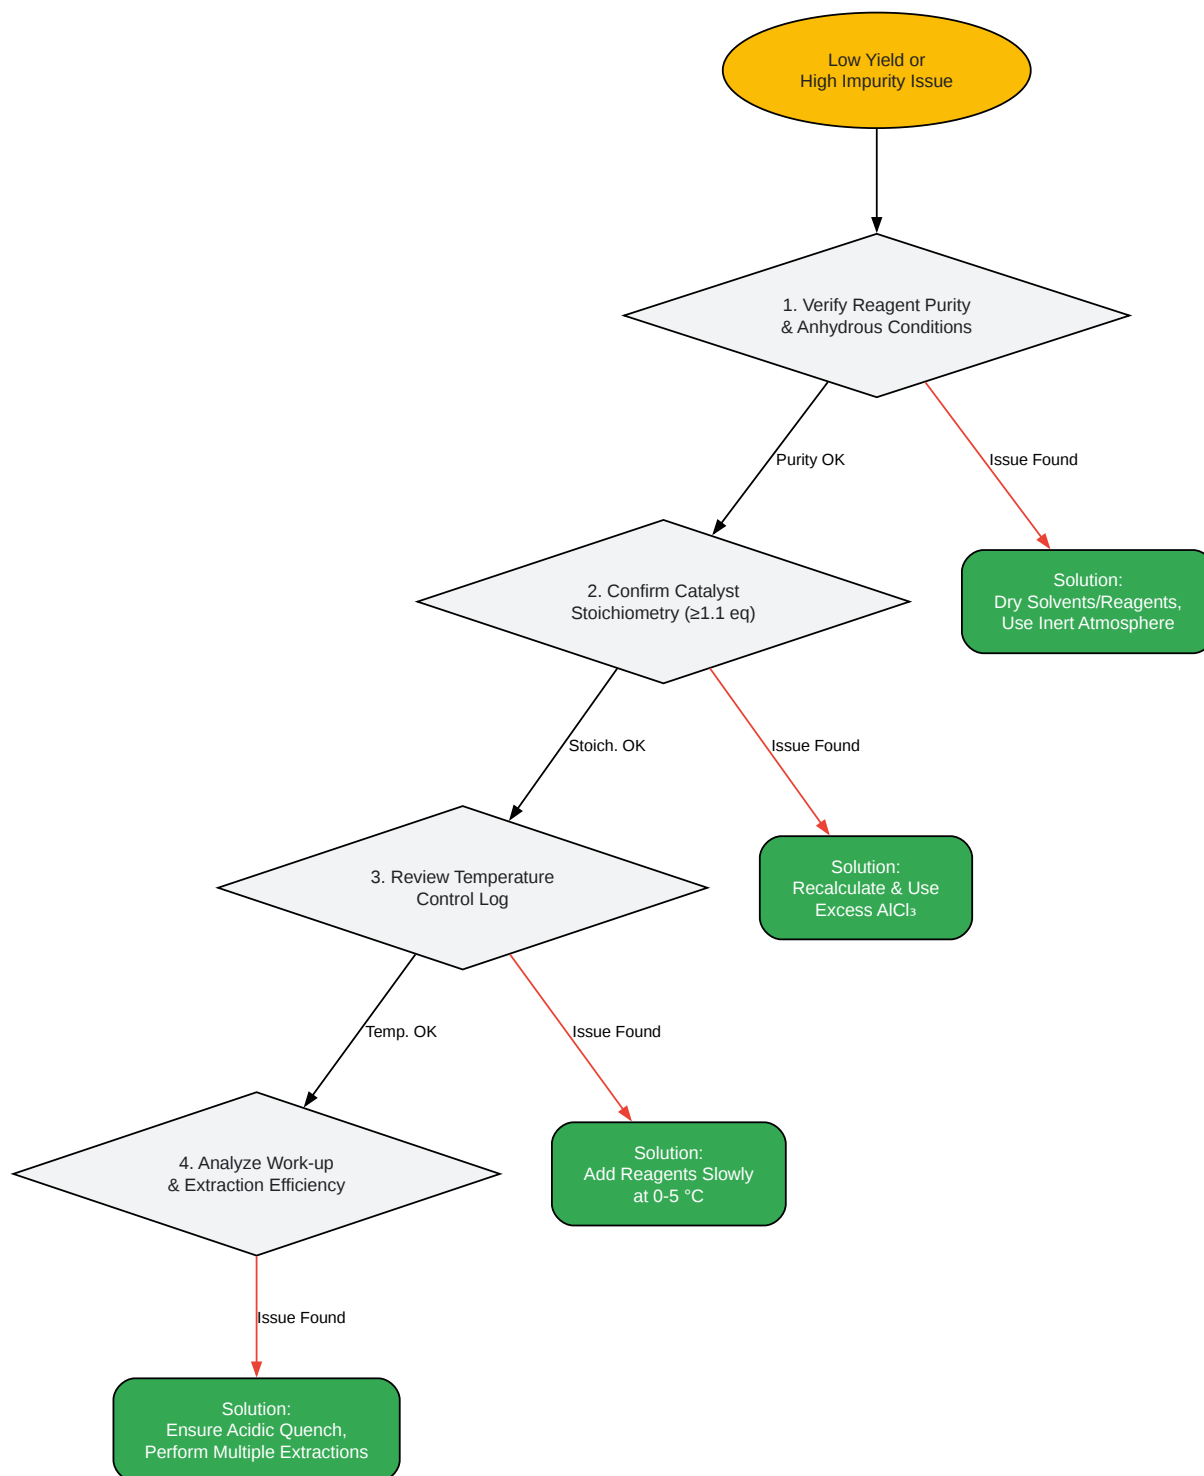 Low Yield or
High Impurity Issue
1. Verify Reagent Purity
& Anhydrous Conditions
Purity OK
Issue Found
2. Confirm Catalyst
Stoichiometry (≥1.1 eq)
Solution:
Dry Solvents/Reagents,
Use Inert Atmosphere
Stoich. OK
Issue Found
3. Review Temperature
Control Log
Solution:
Recalculate & Use
Excess AlCl₃
Temp. OK
Issue Found
4. Analyze Work-up
& Extraction Efficiency
Solution:
Add Reagents Slowly
at 0-5 °C
Issue Found
Solution:
Ensure Acidic Quench,
Perform Multiple Extractions